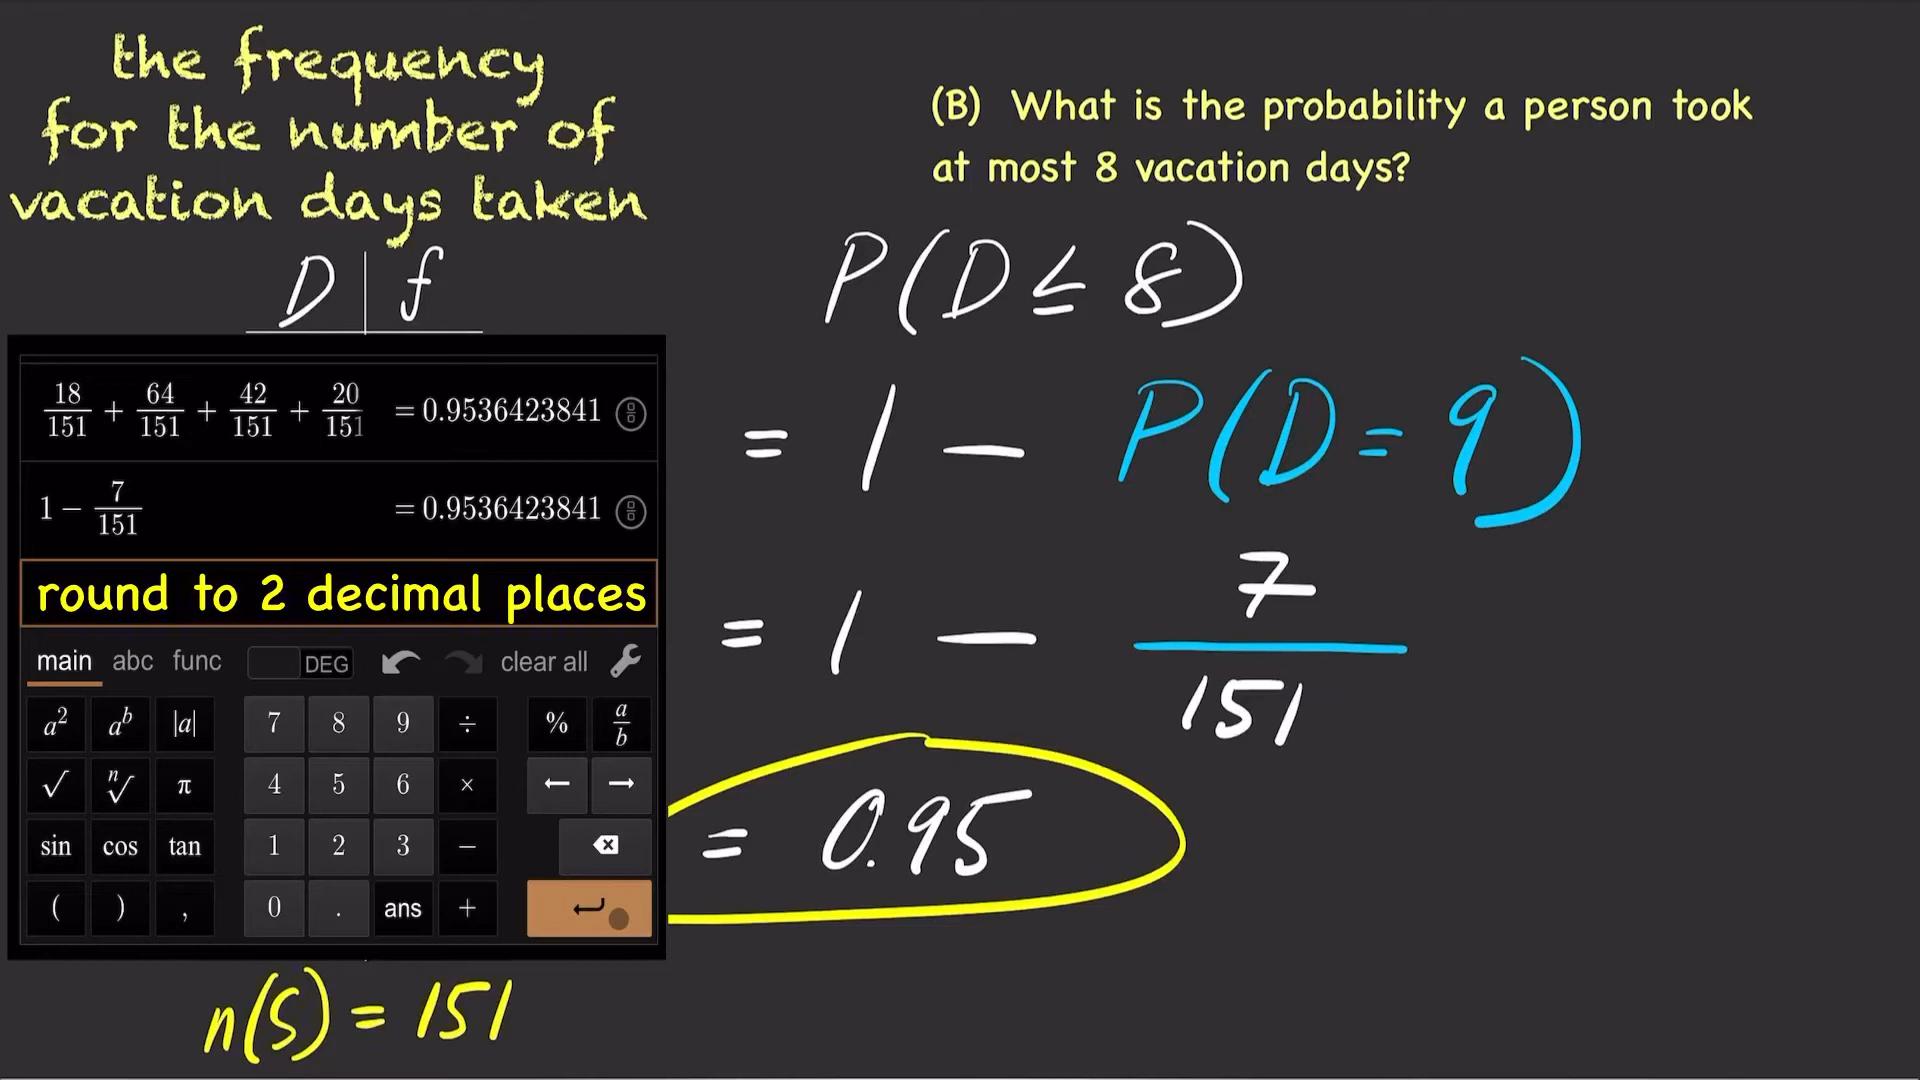 the frequency
for the number of
vacation days taken
D | f
18/151 + 64/151 + 42/151 + 20/151 = 0.9536423841
1 − 7/151 = 0.9536423841
round to 2 decimal places
main abc func DEG clear all
a² aᵇ |a| 7 8 9 ÷ % a/b
√ ⁿ√ π 4 5 6 × ← →
sin cos tan 1 2 3 −
( ) , 0 . ans +
n(S) = 151
(B) What is the probability a person took
at most 8 vacation days?
P(D ≤ 8)
= 1 − P(D = 9)
= 1 − 7/151
= 0.95